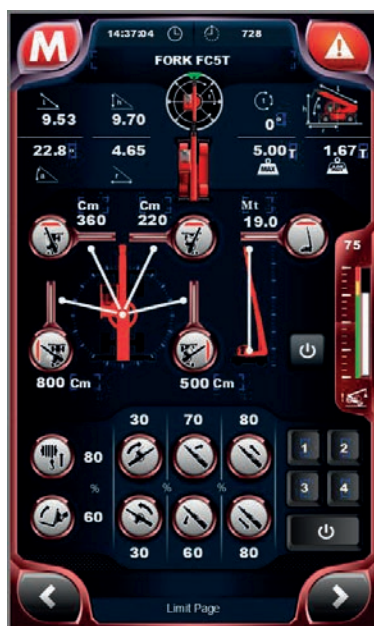 M
14:37:04 728
FORK FC5T
9.53 9.70 0°
22.8° 4.65 5.00 T 1.67 T
MAX
Cm Cm Mt
360 220 19.0
75
800 Cm 500 Cm
30 70 80
80
% % %
60
30 60 80
1 2
3 4
Limit Page